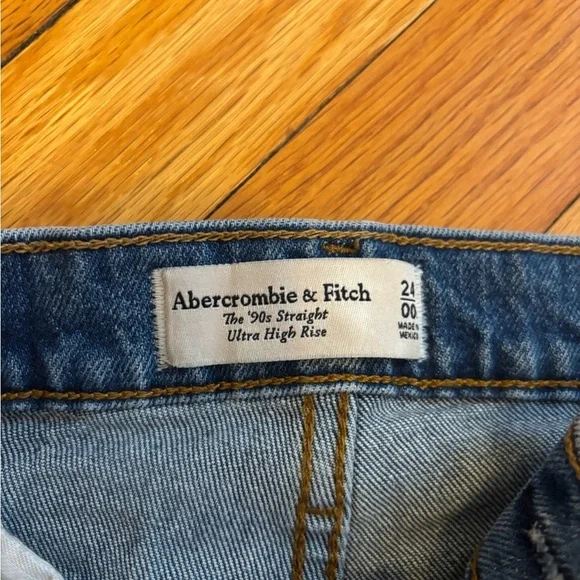 Abercrombie & Fitch
The '90s Straight
Ultra High Rise
24
00
MADE IN
MEXICO